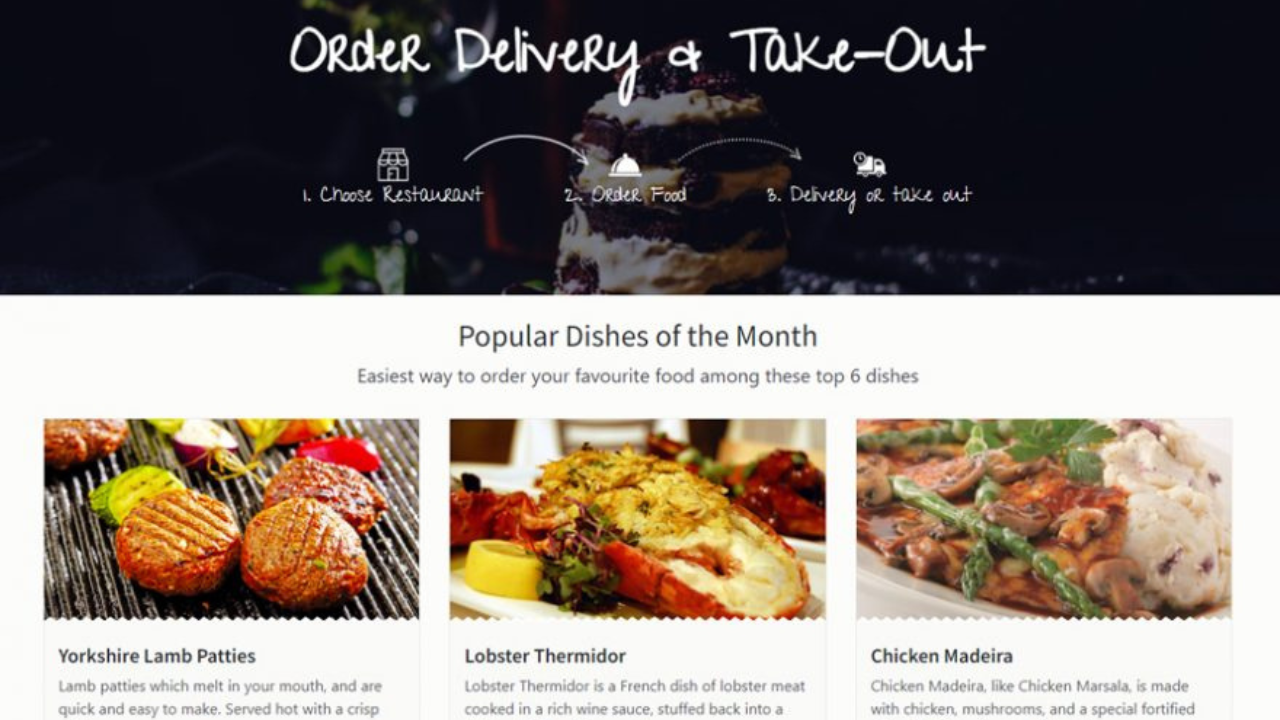 Order Delivery & Take-Out
1. Choose Restaurant
2. Order Food
3. Delivery or take out
Popular Dishes of the Month
Easiest way to order your favourite food among these top 6 dishes
Yorkshire Lamb Patties
Lamb patties which melt in your mouth, and are
quick and easy to make. Served hot with a crisp
Lobster Thermidor
Lobster Thermidor is a French dish of lobster meat
cooked in a rich wine sauce, stuffed back into a
Chicken Madeira
Chicken Madeira, like Chicken Marsala, is made
with chicken, mushrooms, and a special fortified